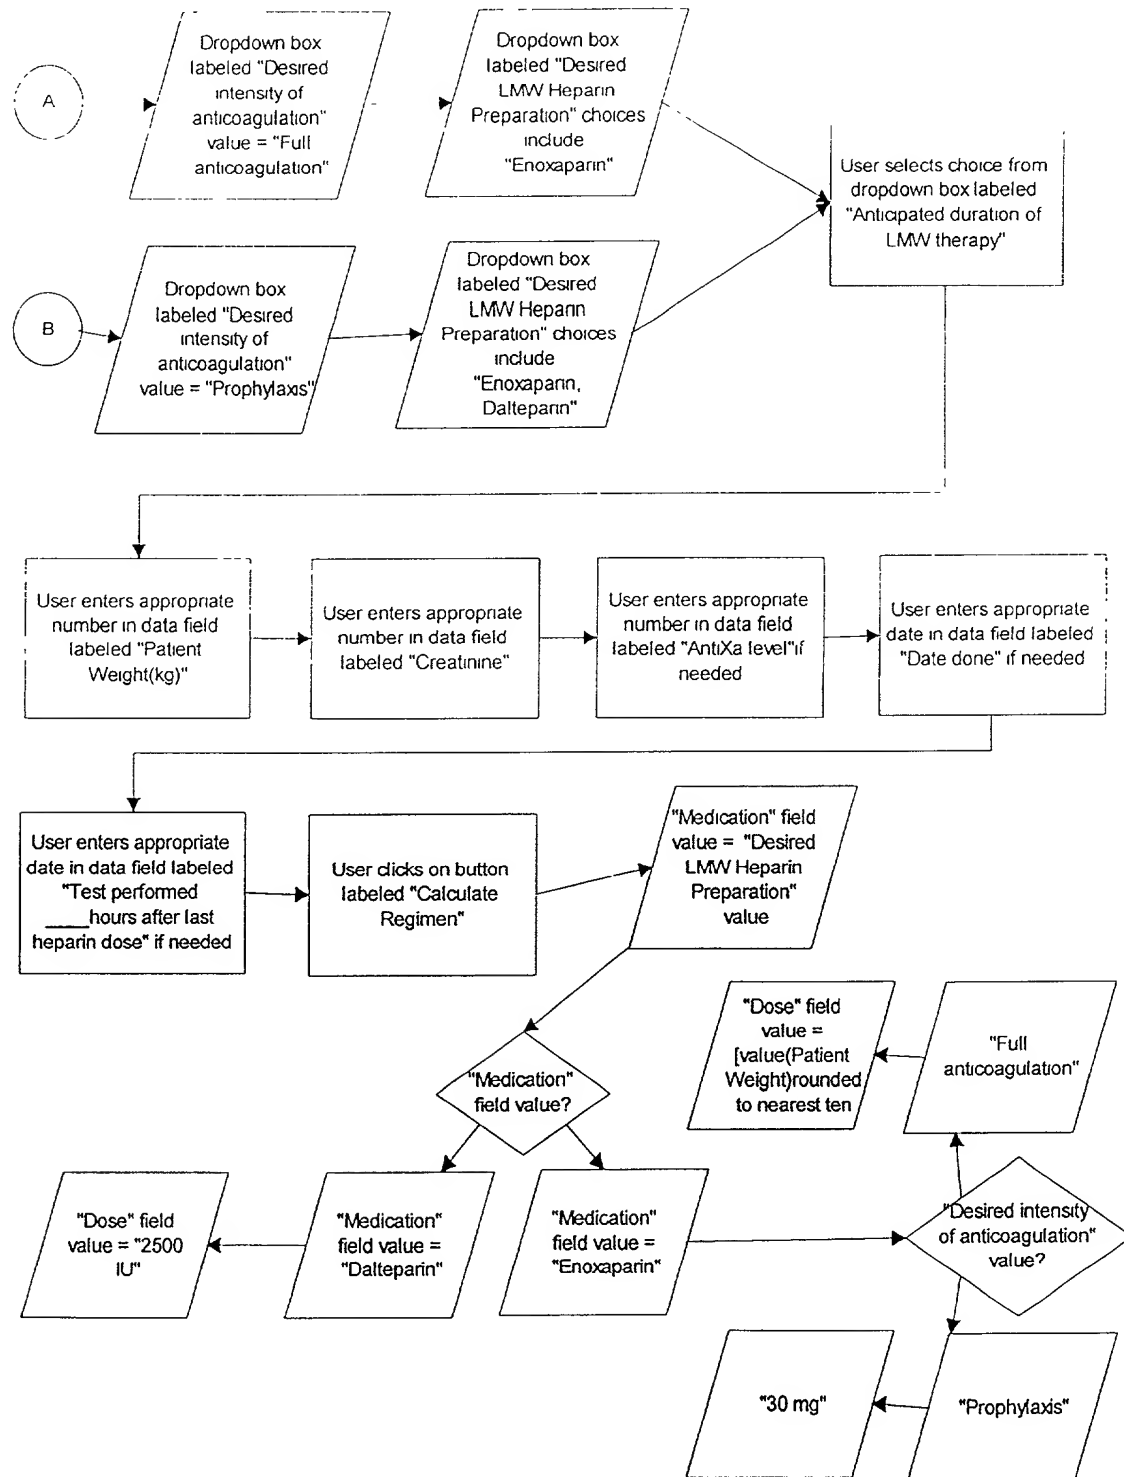 A
Dropdown box
labeled "Desired
intensity of
anticoagulation"
value = "Full
anticoagulation"
Dropdown box
labeled "Desired
LMW Heparin
Preparation" choices
include
"Enoxaparin"
User selects choice from
dropdown box labeled
"Anticipated duration of
LMW therapy"
B
Dropdown box
labeled "Desired
intensity of
anticoagulation"
value = "Prophylaxis"
Dropdown box
labeled "Desired
LMW Heparin
Preparation" choices
include
"Enoxaparin,
Dalteparin"
User enters appropriate
number in data field
labeled "Patient
Weight(kg)"
User enters appropriate
number in data field
labeled "Creatinine"
User enters appropriate
number in data field
labeled "AntiXa level"if
needed
User enters appropriate
date in data field labeled
"Date done" if needed
User enters appropriate
date in data field labeled
"Test performed
____hours after last
heparin dose" if needed
User clicks on button
labeled "Calculate
Regimen"
"Medication" field
value = "Desired
LMW Heparin
Preparation"
value
"Medication"
field value?
"Dose" field
value =
[value(Patient
Weight)rounded
to nearest ten
"Full
anticoagulation"
"Dose" field
value = "2500
IU"
"Medication"
field value =
"Dalteparin"
"Medication"
field value =
"Enoxaparin"
"Desired intensity
of anticoagulation"
value?
"30 mg"
"Prophylaxis"